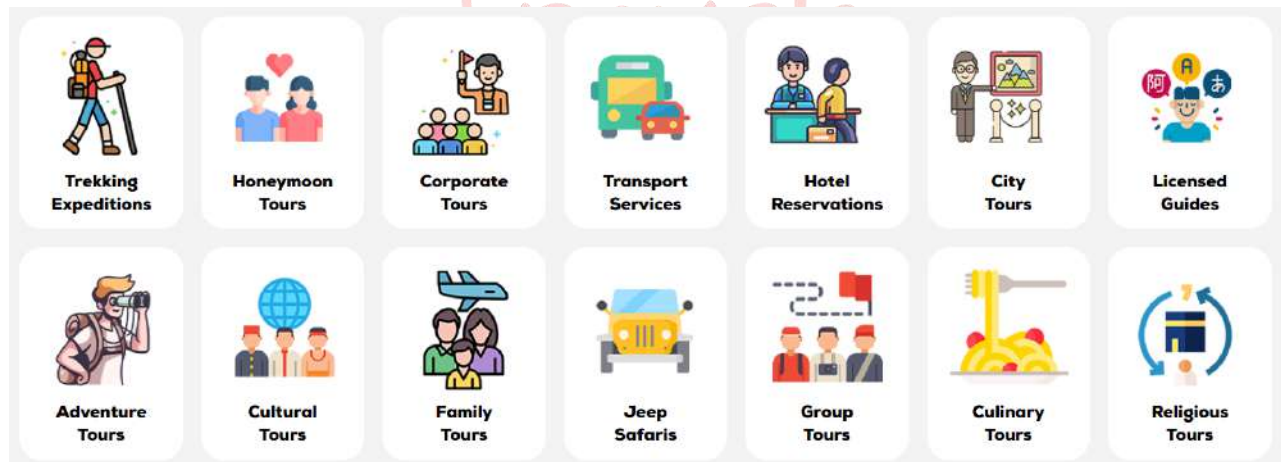 Trekking
Expeditions
Honeymoon
Tours
Corporate
Tours
Transport
Services
Hotel
Reservations
City
Tours
阿
A
あ
Licensed
Guides
Adventure
Tours
Cultural
Tours
Family
Tours
Jeep
Safaris
Group
Tours
Culinary
Tours
Religious
Tours